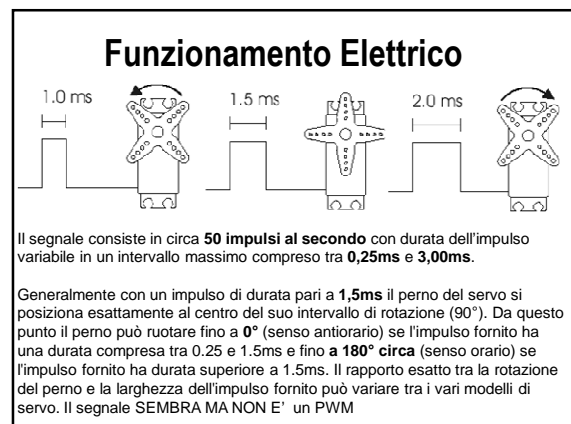 Funzionamento Elettrico
1.0 ms
1.5 ms
2.0 ms
Il segnale consiste in circa 50 impulsi al secondo con durata dell'impulso
variabile in un intervallo massimo compreso tra 0,25ms e 3,00ms.
Generalmente con un impulso di durata pari a 1,5ms il perno del servo si
posiziona esattamente al centro del suo intervallo di rotazione (90°). Da questo
punto il perno può ruotare fino a 0° (senso antiorario) se l'impulso fornito ha
una durata compresa tra 0.25 e 1.5ms e fino a 180° circa (senso orario) se
l'impulso fornito ha durata superiore a 1.5ms. Il rapporto esatto tra la rotazione
del perno e la larghezza dell'impulso fornito può variare tra i vari modelli di
servo. Il segnale SEMBRA MA NON E' un PWM